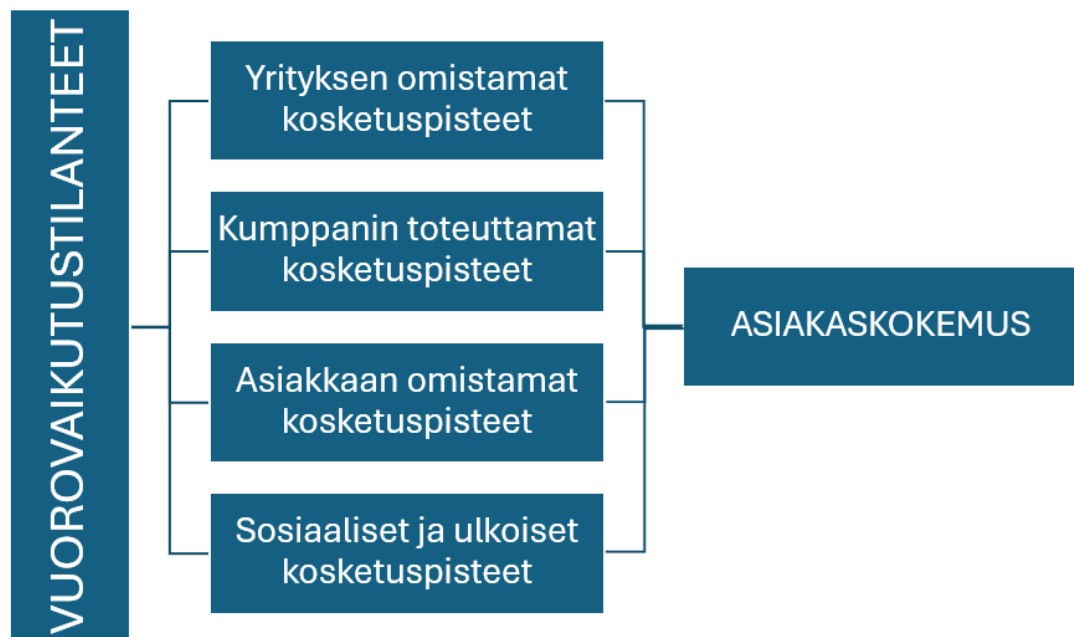 VUOROVAIKUTUSTILANTEET
Yrityksen omistamat
kosketuspisteet
Kumppanin toteuttamat
kosketuspisteet
Asiakkaan omistamat
kosketuspisteet
Sosiaaliset ja ulkoiset
kosketuspisteet
ASIAKASKOKEMUS